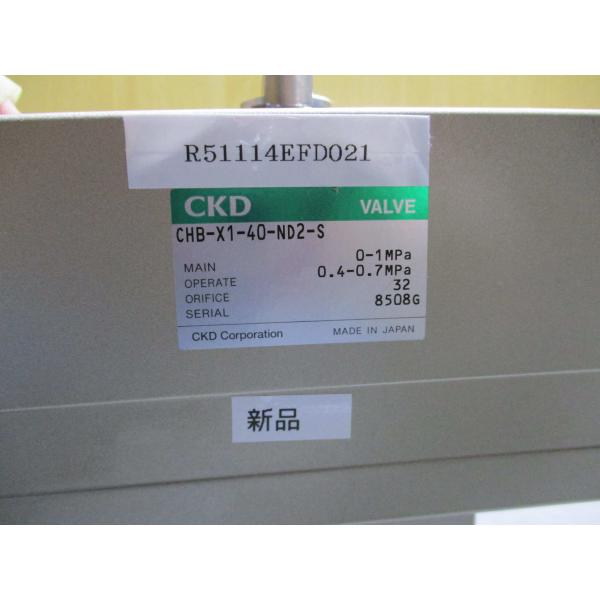 R51114EFD021
CKD VALVE
CHB-X1-40-ND2-S
MAIN 0-1MPa
OPERATE 0.4-0.7MPa
ORIFICE 32
SERIAL 8508G
CKD Corporation MADE IN JAPAN
新品